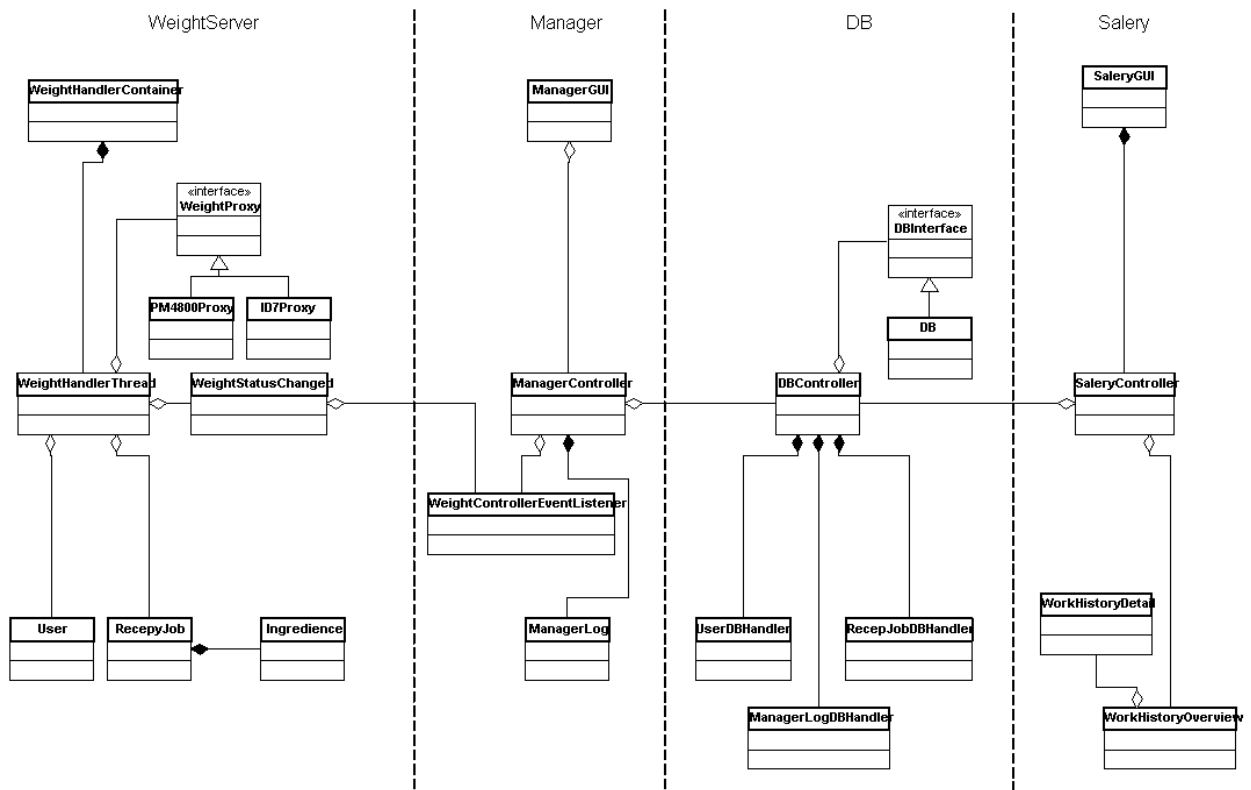 WeightServer
Manager
DB
Salery
WeightHandlerContainer
ManagerGUI
SaleryGUI
«interface»
WeightProxy
«interface»
DBInterface
PM4800Proxy
ID7Proxy
DB
WeightHandlerThread
WeightStatusChanged
ManagerController
DBController
SaleryController
WeightControllerEventListener
User
RecepyJob
Ingredience
ManagerLog
UserDBHandler
RecepJobDBHandler
WorkHistoryDetail
ManagerLogDBHandler
WorkHistoryOverview